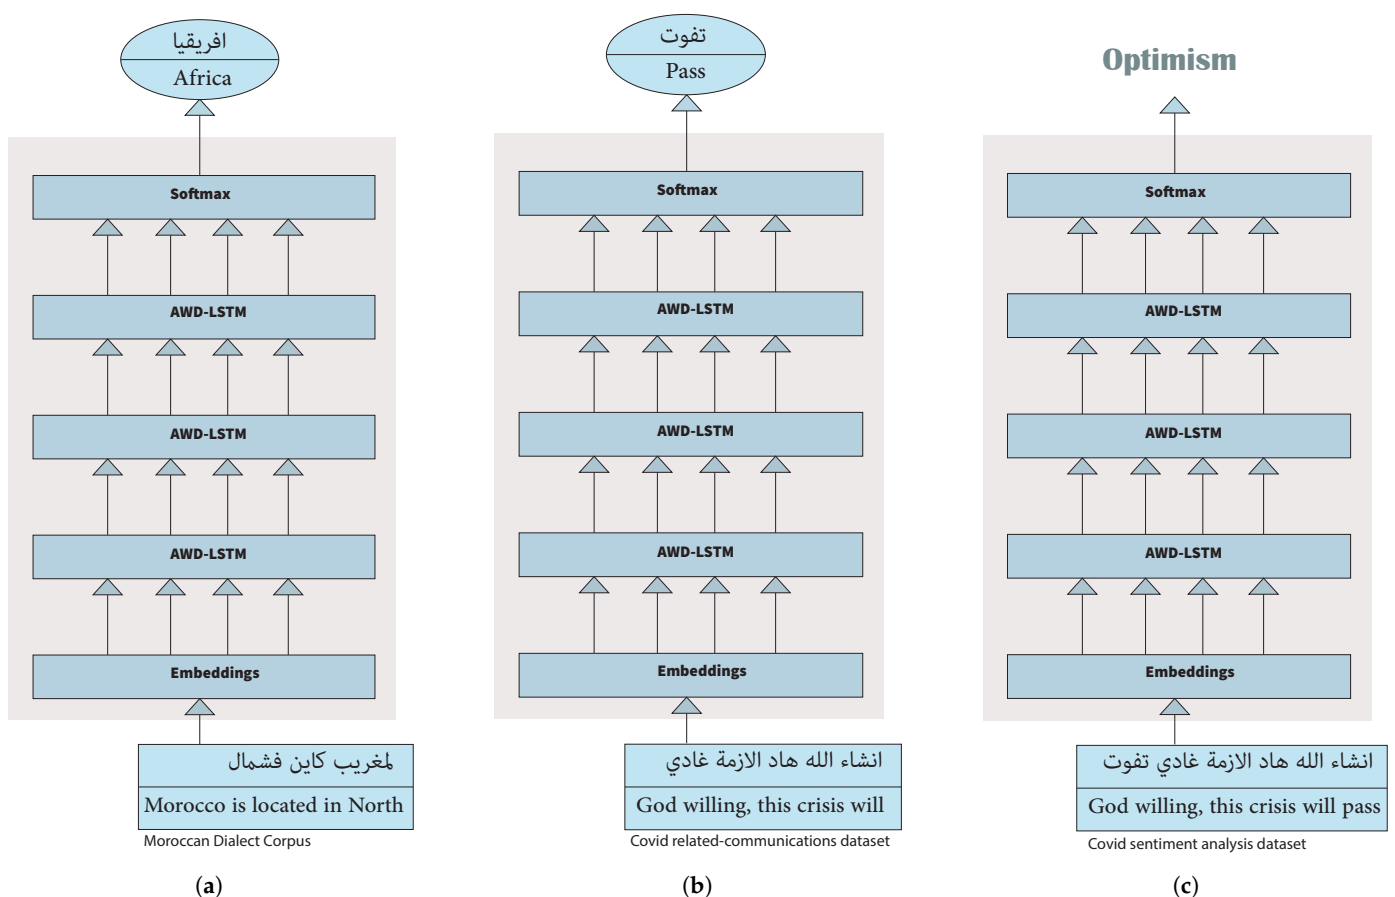 افريقيا
Africa
Softmax
AWD-LSTM
AWD-LSTM
AWD-LSTM
Embeddings
لمغريب كاين فشمال
Morocco is located in North
Moroccan Dialect Corpus
(a)
تفوت
Pass
Softmax
AWD-LSTM
AWD-LSTM
AWD-LSTM
Embeddings
انشاء الله هاد الازمة غادي
God willing, this crisis will
Covid related-communications dataset
(b)
Optimism
Softmax
AWD-LSTM
AWD-LSTM
AWD-LSTM
Embeddings
انشاء الله هاد الازمة غادي تفوت
God willing, this crisis will pass
Covid sentiment analysis dataset
(c)